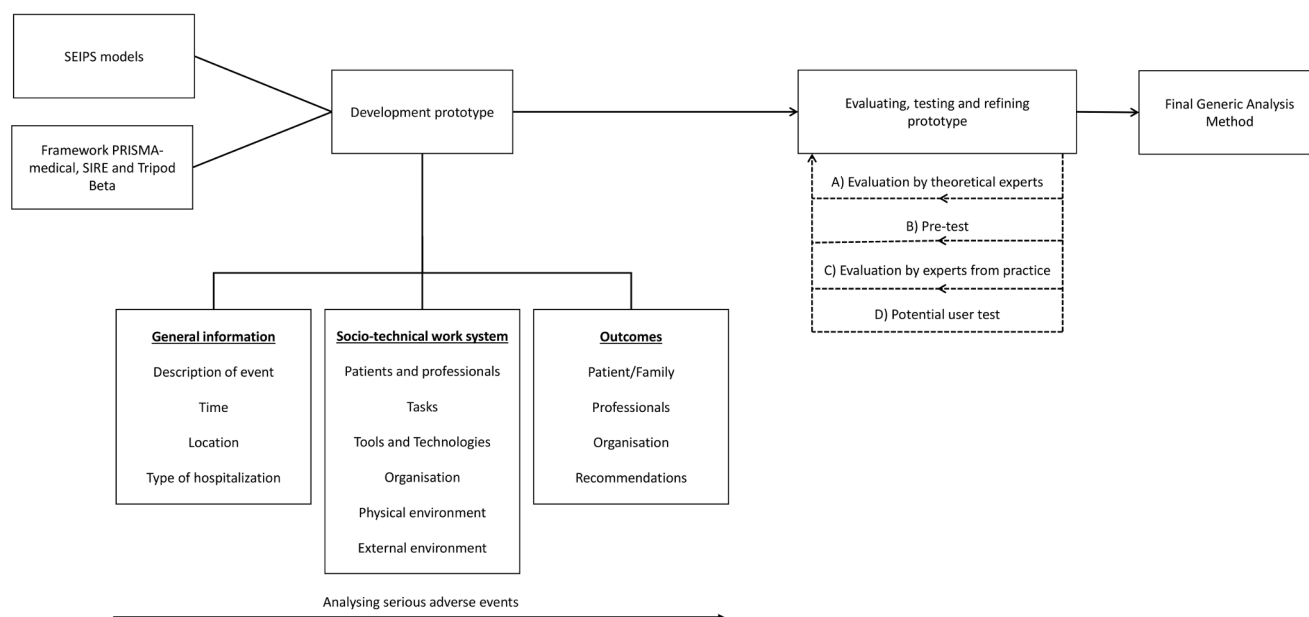 SEIPS models
Framework PRISMA-
medical, SIRE and Tripod
Beta
Development prototype
Evaluating, testing and refining
prototype
Final Generic Analysis
Method
A) Evaluation by theoretical experts
B) Pre-test
C) Evaluation by experts from practice
D) Potential user test
General information
Description of event
Time
Location
Type of hospitalization
Socio-technical work system
Patients and professionals
Tasks
Tools and Technologies
Organisation
Physical environment
External environment
Outcomes
Patient/Family
Professionals
Organisation
Recommendations
Analysing serious adverse events